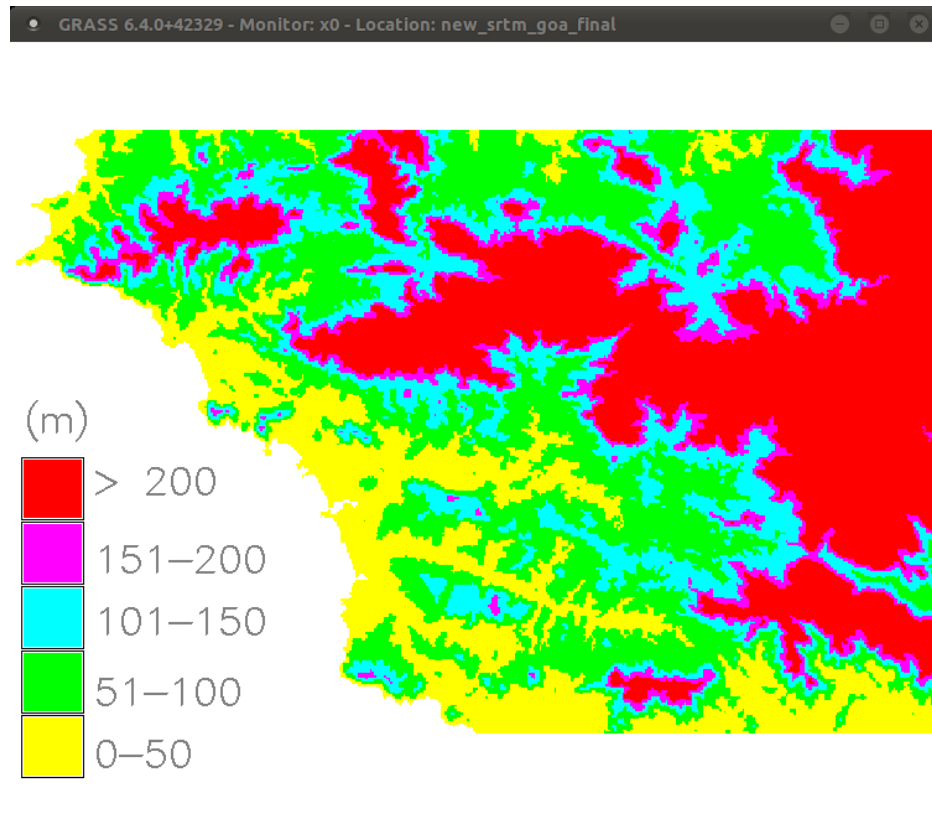 GRASS 6.4.0+42329 - Monitor: x0 - Location: new_srtm_goa_final
(m)
> 200
151–200
101–150
51–100
0–50